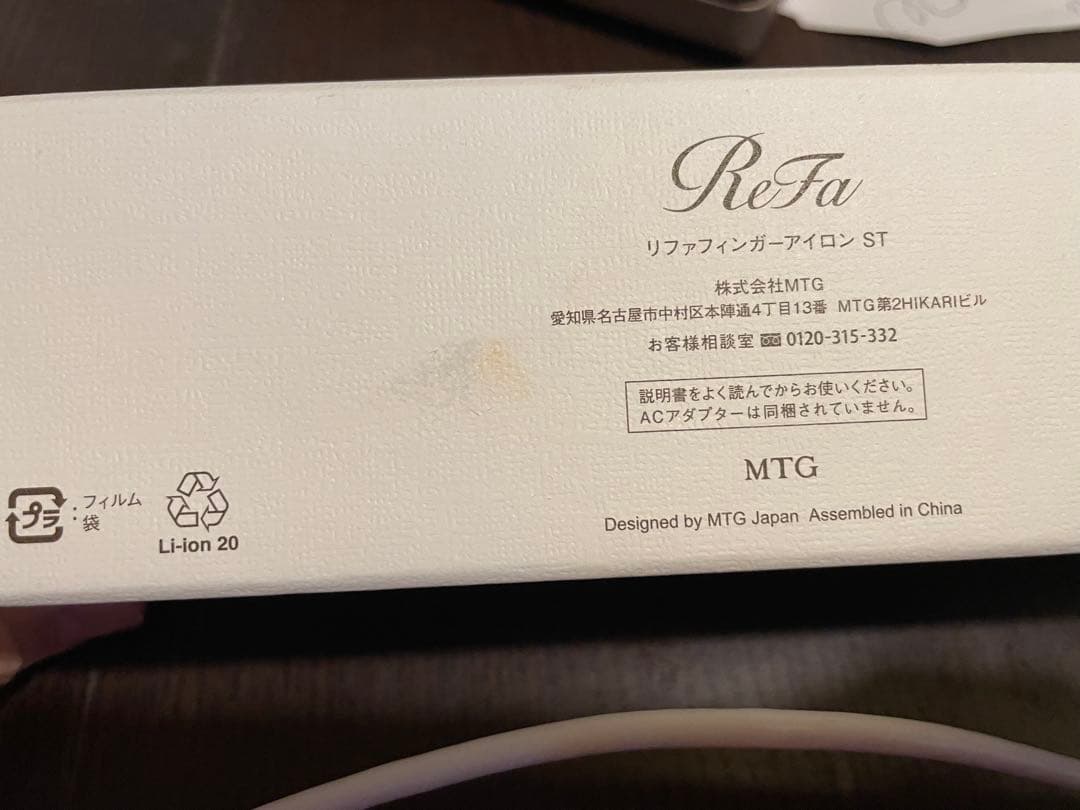 ReFa
リファフィンガーアイロン ST
株式会社MTG
愛知県名古屋市中村区本陣通4丁目13番 MTG第2HIKARIビル
お客様相談室 0120-315-332
説明書をよく読んでからお使いください。
ACアダプターは同梱されていません。
MTG
Designed by MTG Japan Assembled in China
プラ : フィルム
袋
Li-ion 20